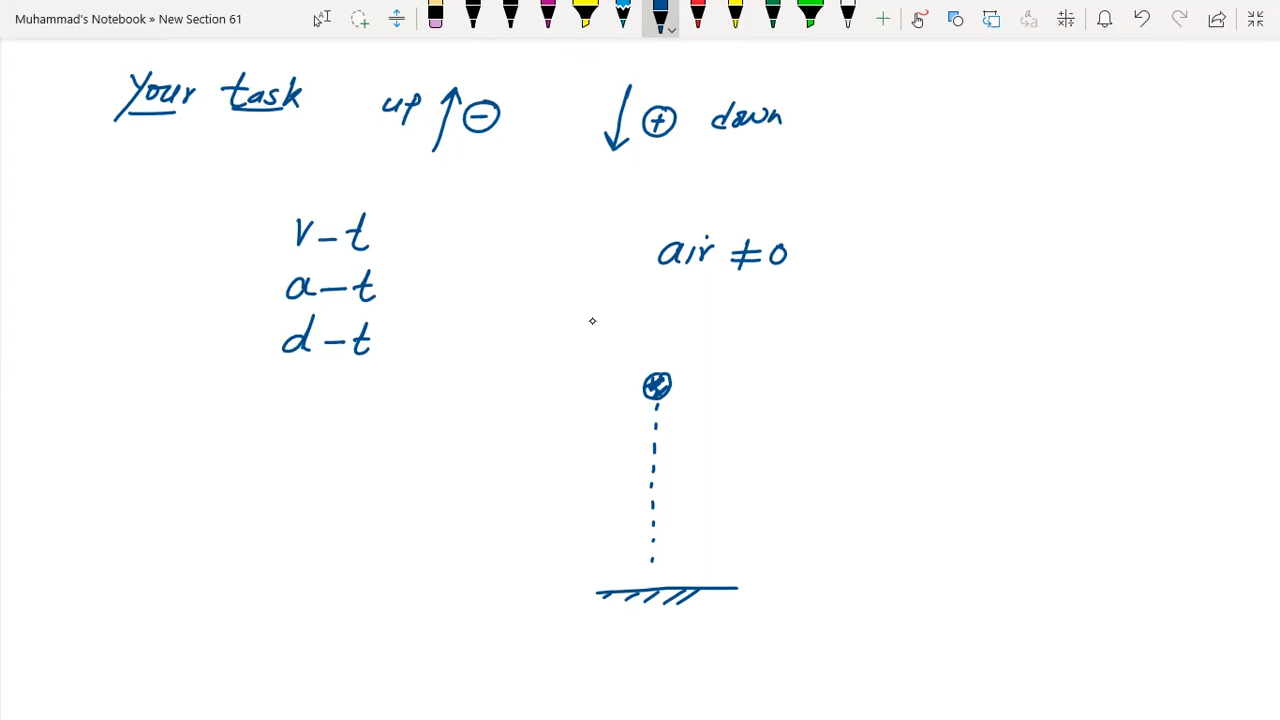 Muhammad's Notebook » New Section 61
Your task up ⊖ ⊕ down
v-t
air ≠ 0
a-t
d-t